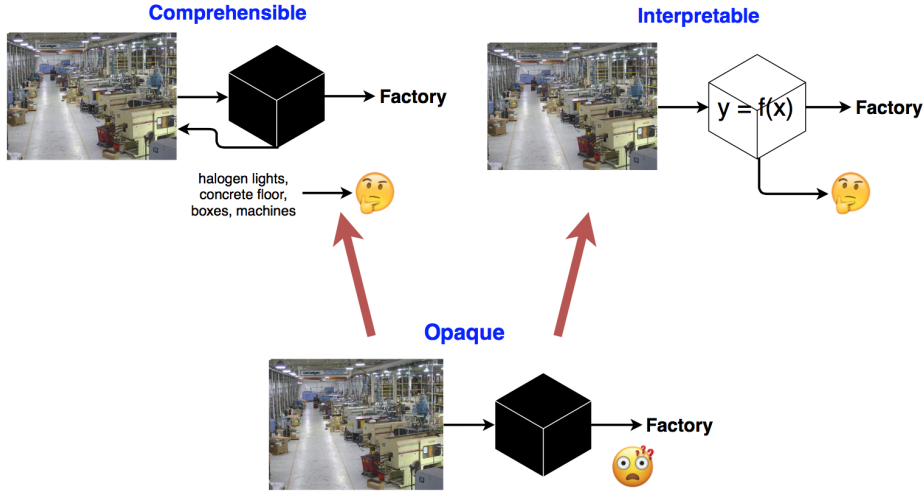 Comprehensible
Interpretable
Factory
y = f(x)
Factory
halogen lights,
concrete floor,
boxes, machines
Opaque
Factory
???